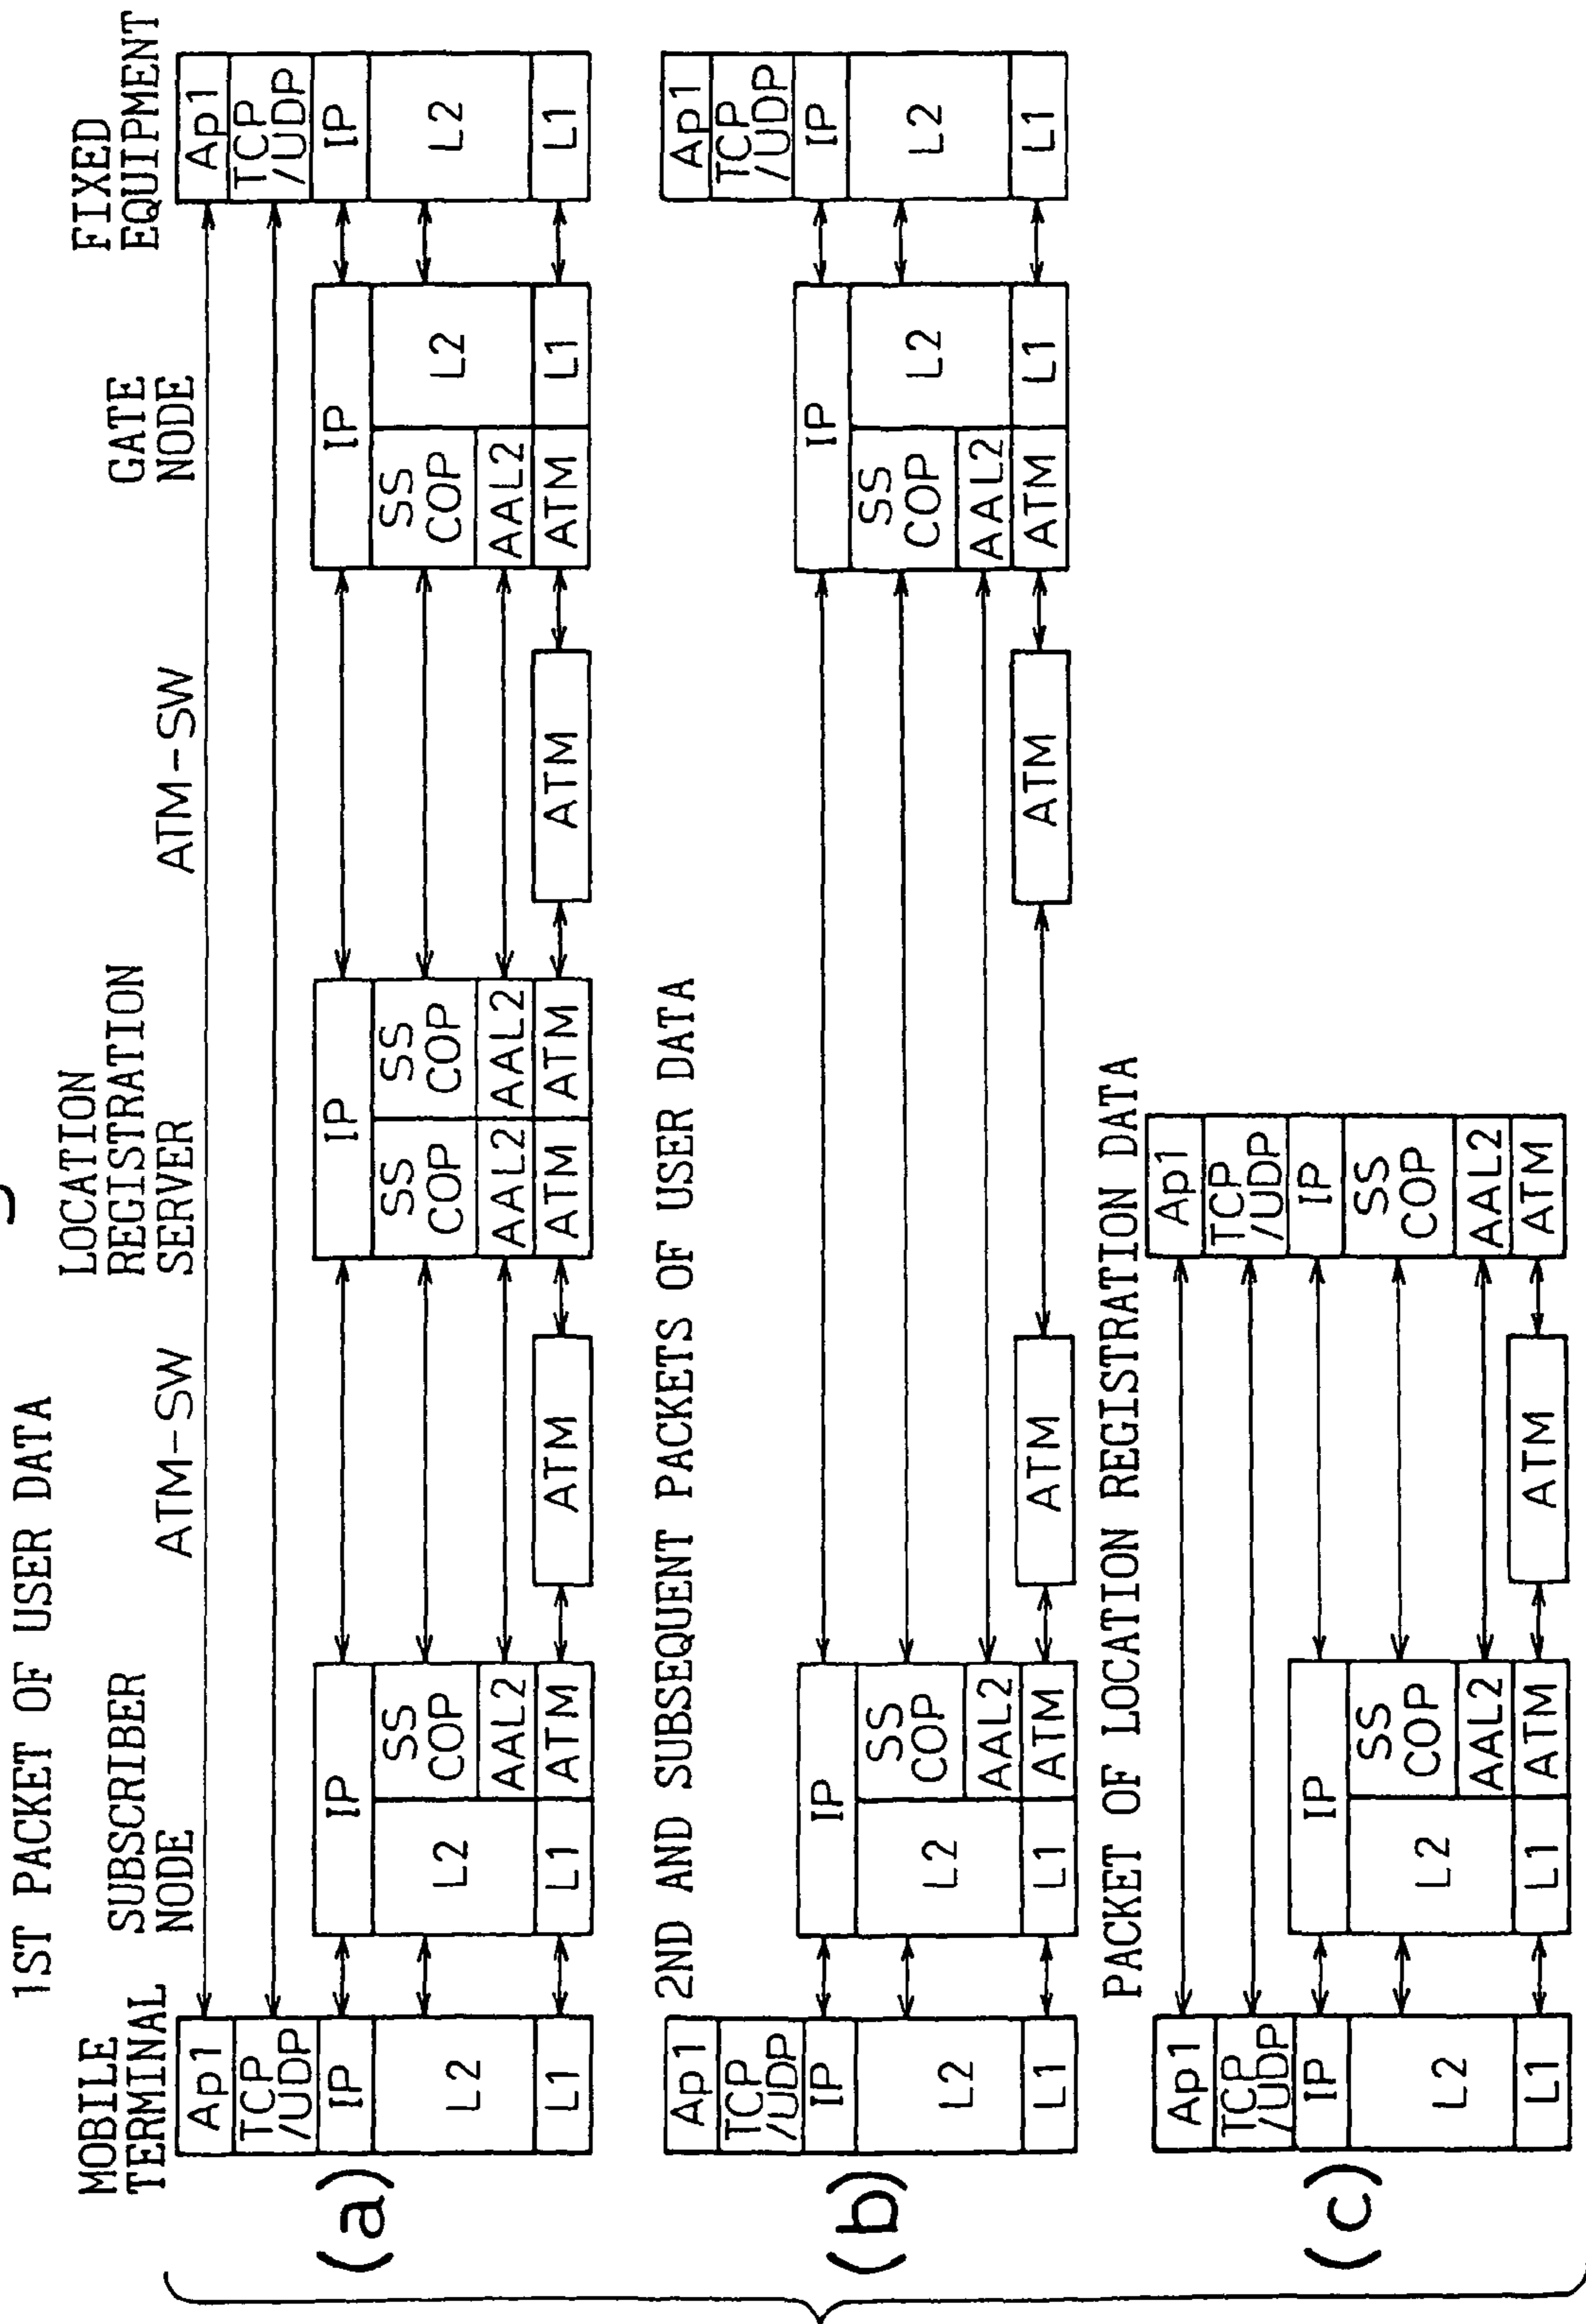 1ST PACKET OF USER DATA
MOBILE
TERMINAL
SUBSCRIBER
NODE
ATM-SW
LOCATION
REGISTRATION
SERVER
ATM-SW
GATE
NODE
FIXED
EQUIPMENT
(a)
Ap1
TCP
/UDP
IP
L2
L1
IP
L2
L1
SS
COP
AAL2
ATM
ATM
IP
SS
COP
AAL2
ATM
SS
COP
AAL2
ATM
ATM
IP
SS
COP
AAL2
ATM
L2
L1
Ap1
TCP
/UDP
IP
L2
L1
2ND AND SUBSEQUENT PACKETS OF USER DATA
(b)
Ap1
TCP
/UDP
IP
L2
L1
IP
L2
L1
SS
COP
AAL2
ATM
ATM
ATM
IP
SS
COP
AAL2
ATM
L2
L1
Ap1
TCP
/UDP
IP
L2
L1
PACKET OF LOCATION REGISTRATION DATA
(c)
Ap1
TCP
/UDP
IP
L2
L1
IP
L2
L1
SS
COP
AAL2
ATM
ATM
Ap1
TCP
/UDP
IP
SS
COP
AAL2
ATM